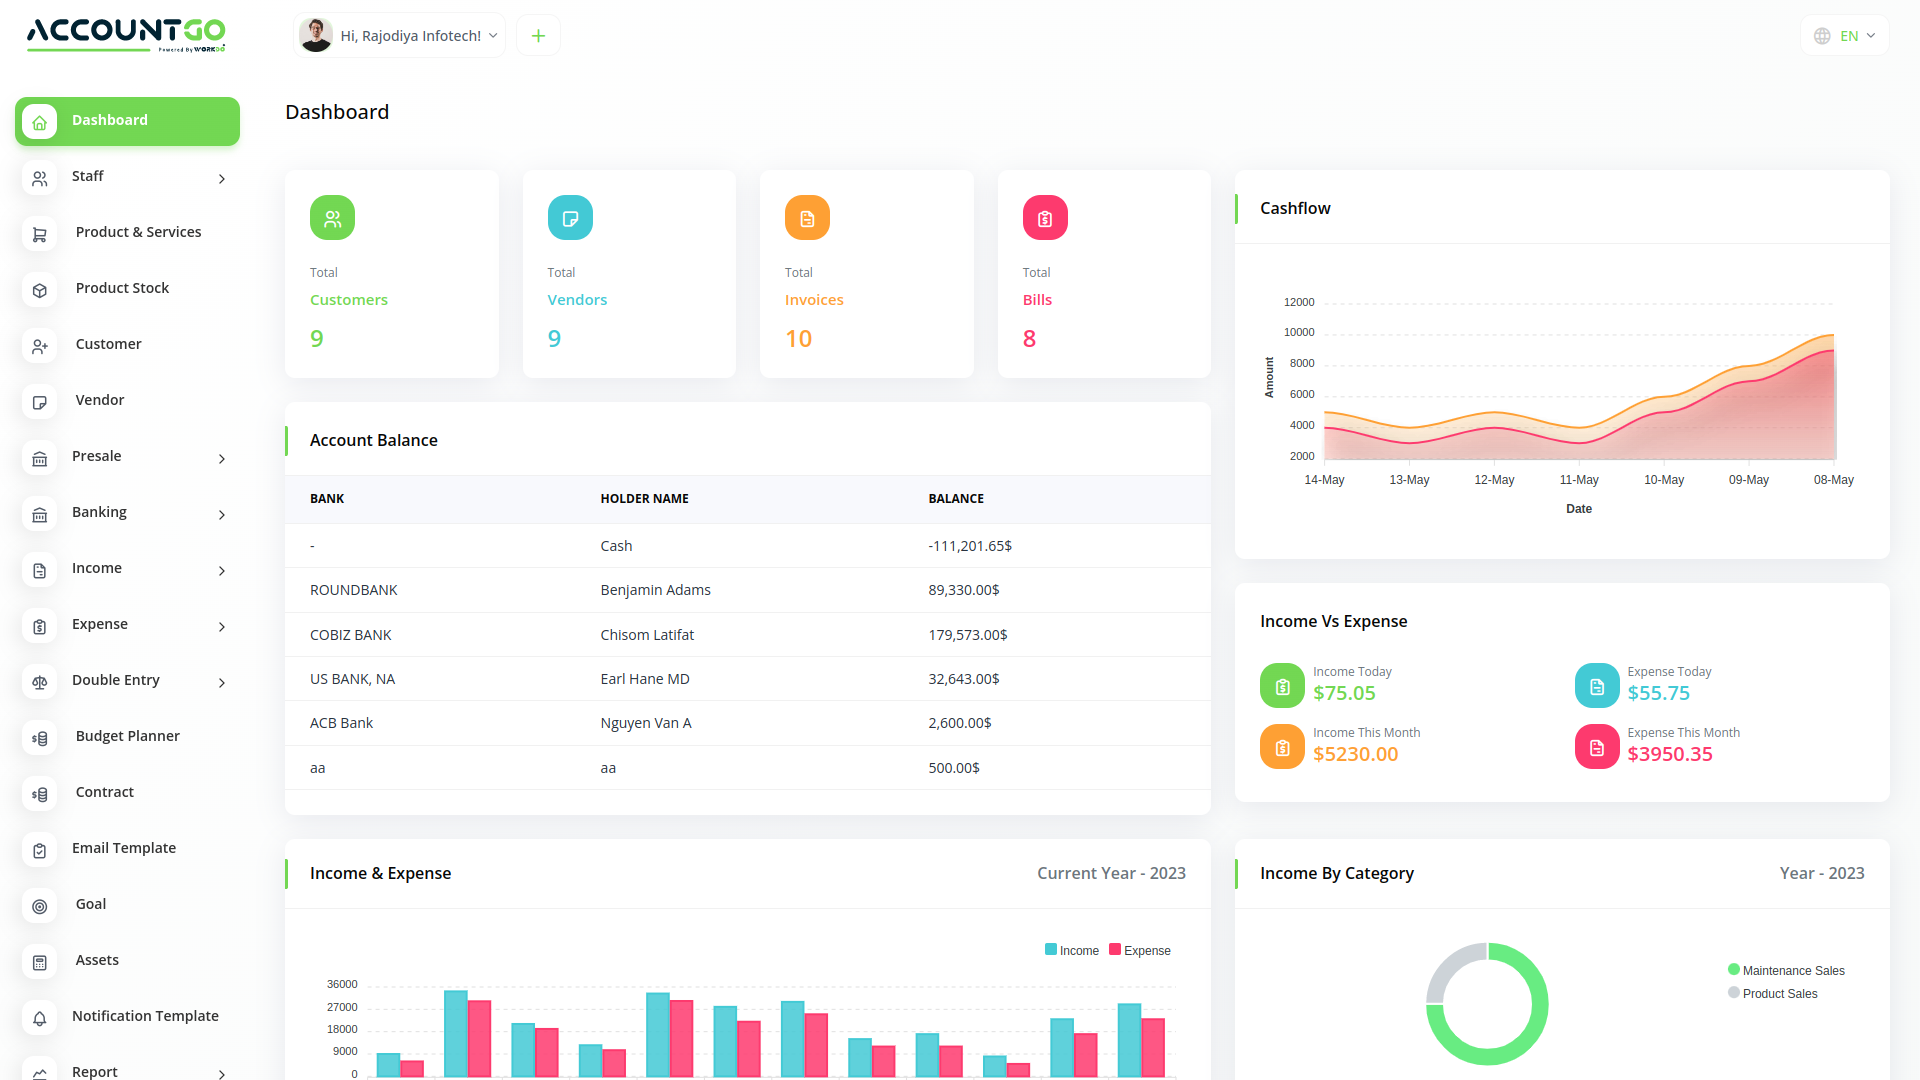 ACCOUNTGO
Powered By WORKDO
Hi, Rajodiya Infotech!
EN
Dashboard
Staff
Product & Services
Product Stock
Customer
Vendor
Presale
Banking
Income
Expense
Double Entry
Budget Planner
Contract
Email Template
Goal
Assets
Notification Template
Report
Dashboard
Total
Customers
9
Total
Vendors
9
Total
Invoices
10
Total
Bills
8
Account Balance
BANK HOLDER NAME BALANCE
- Cash -111,201.65$
ROUNDBANK Benjamin Adams 89,330.00$
COBIZ BANK Chisom Latifat 179,573.00$
US BANK, NA Earl Hane MD 32,643.00$
ACB Bank Nguyen Van A 2,600.00$
aa aa 500.00$
Cashflow
Amount
12000
10000
8000
6000
4000
2000
14-May 13-May 12-May 11-May 10-May 09-May 08-May
Date
Income Vs Expense
Income Today
$75.05
Expense Today
$55.75
Income This Month
$5230.00
Expense This Month
$3950.35
Income & Expense Current Year - 2023
Income Expense
36000
27000
18000
9000
0
Income By Category Year - 2023
Maintenance Sales
Product Sales